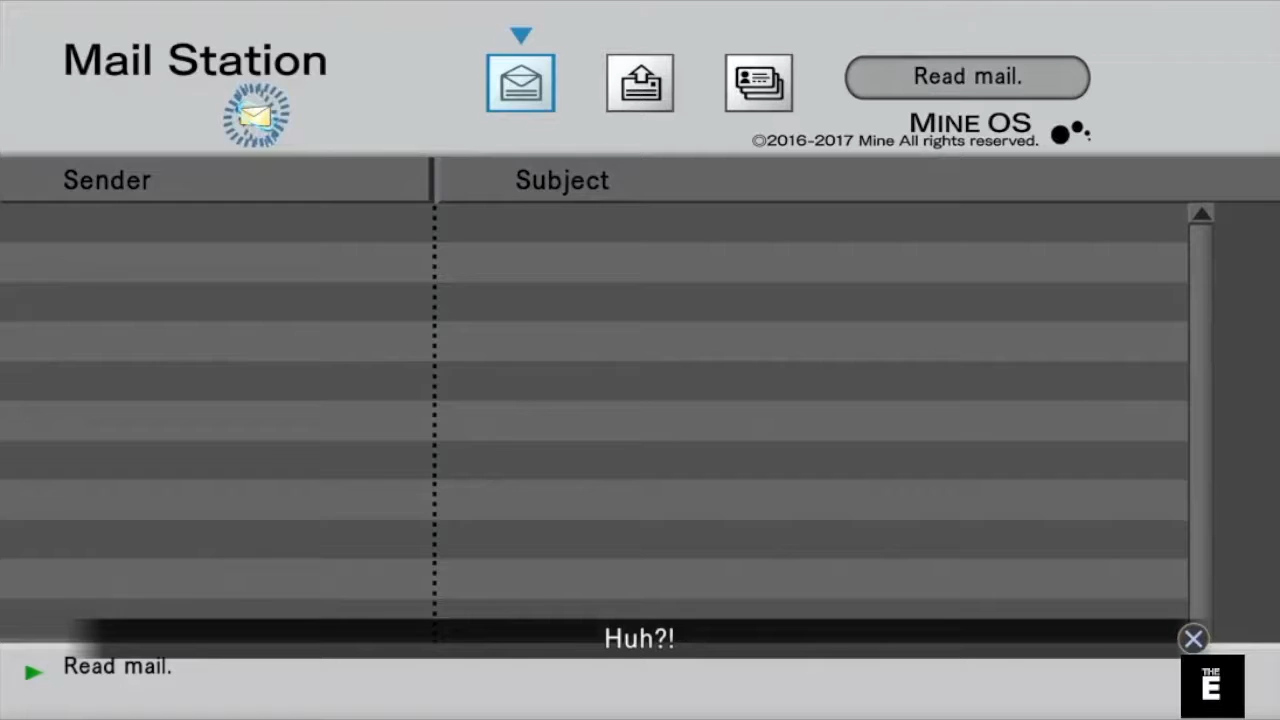 Mail Station
Read mail.
MINE OS
©2016-2017 Mine All rights reserved.
Sender
Subject
Huh?!
Read mail.
THE
E